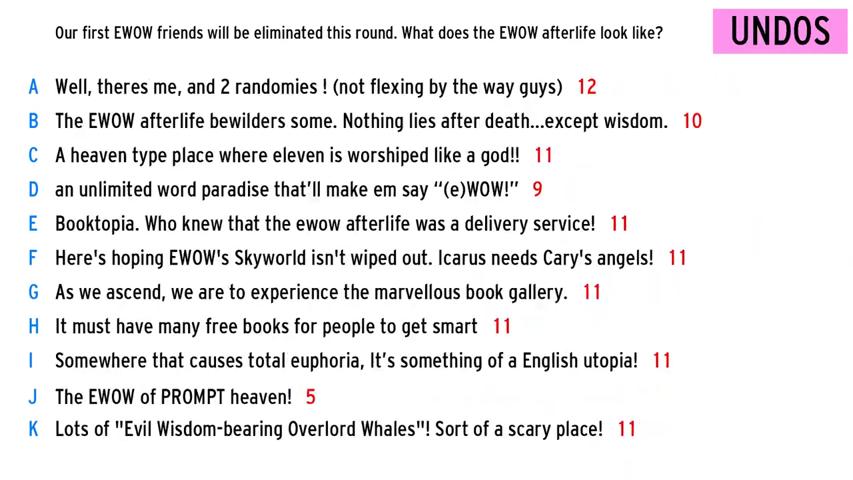 Our first EWOW friends will be eliminated this round. What does the EWOW afterlife look like?
UNDOS
A Well, theres me, and 2 randomies ! (not flexing by the way guys) 12
B The EWOW afterlife bewilders some. Nothing lies after death...except wisdom. 10
C A heaven type place where eleven is worshiped like a god!! 11
D an unlimited word paradise that'll make em say “(e)WOW!” 9
E Booktopia. Who knew that the ewow afterlife was a delivery service! 11
F Here's hoping EWOW's Skyworld isn't wiped out. Icarus needs Cary's angels! 11
G As we ascend, we are to experience the marvellous book gallery. 11
H It must have many free books for people to get smart 11
I Somewhere that causes total euphoria, It’s something of a English utopia! 11
J The EWOW of PROMPT heaven! 5
K Lots of "Evil Wisdom-bearing Overlord Whales"! Sort of a scary place! 11